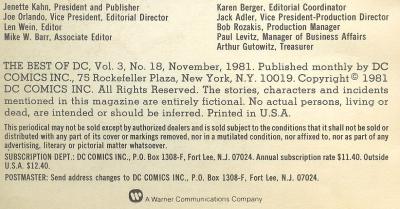 Jenette Kahn, President and Publisher
Joe Orlando, Vice President, Editorial Director
Len Wein, Editor
Mike W. Barr, Associate Editor
Karen Berger, Editorial Coordinator
Jack Adler, Vice President-Production Director
Bob Rozakis, Production Manager
Paul Levitz, Manager of Business Affairs
Arthur Gutowitz, Treasurer
THE BEST OF DC, Vol. 3, No. 18, November, 1981. Published monthly by DC
COMICS INC., 75 Rockefeller Plaza, New York, N.Y. 10019. Copyright © 1981
DC COMICS INC. All Rights Reserved. The stories, characters and incidents
mentioned in this magazine are entirely fictional. No actual persons, living or
dead, are intended or should be inferred. Printed in U.S.A.
This periodical may not be sold except by authorized dealers and is sold subject to the conditions that it shall not be sold or
distributed with any part of its cover or markings removed, nor in a mutilated condition, nor affixed to, nor as part of any
advertising, literary or pictorial matter whatsoever.
SUBSCRIPTION DEPT.: DC COMICS INC., P.O. Box 1308-F, Fort Lee, N.J. 07024. Annual subscription rate $11.40. Outside
U.S.A. $12.40.
POSTMASTER: Send address changes to DC COMICS INC., P.O. Box 1308-F, Fort Lee, N.J. 07024.
A Warner Communications Company